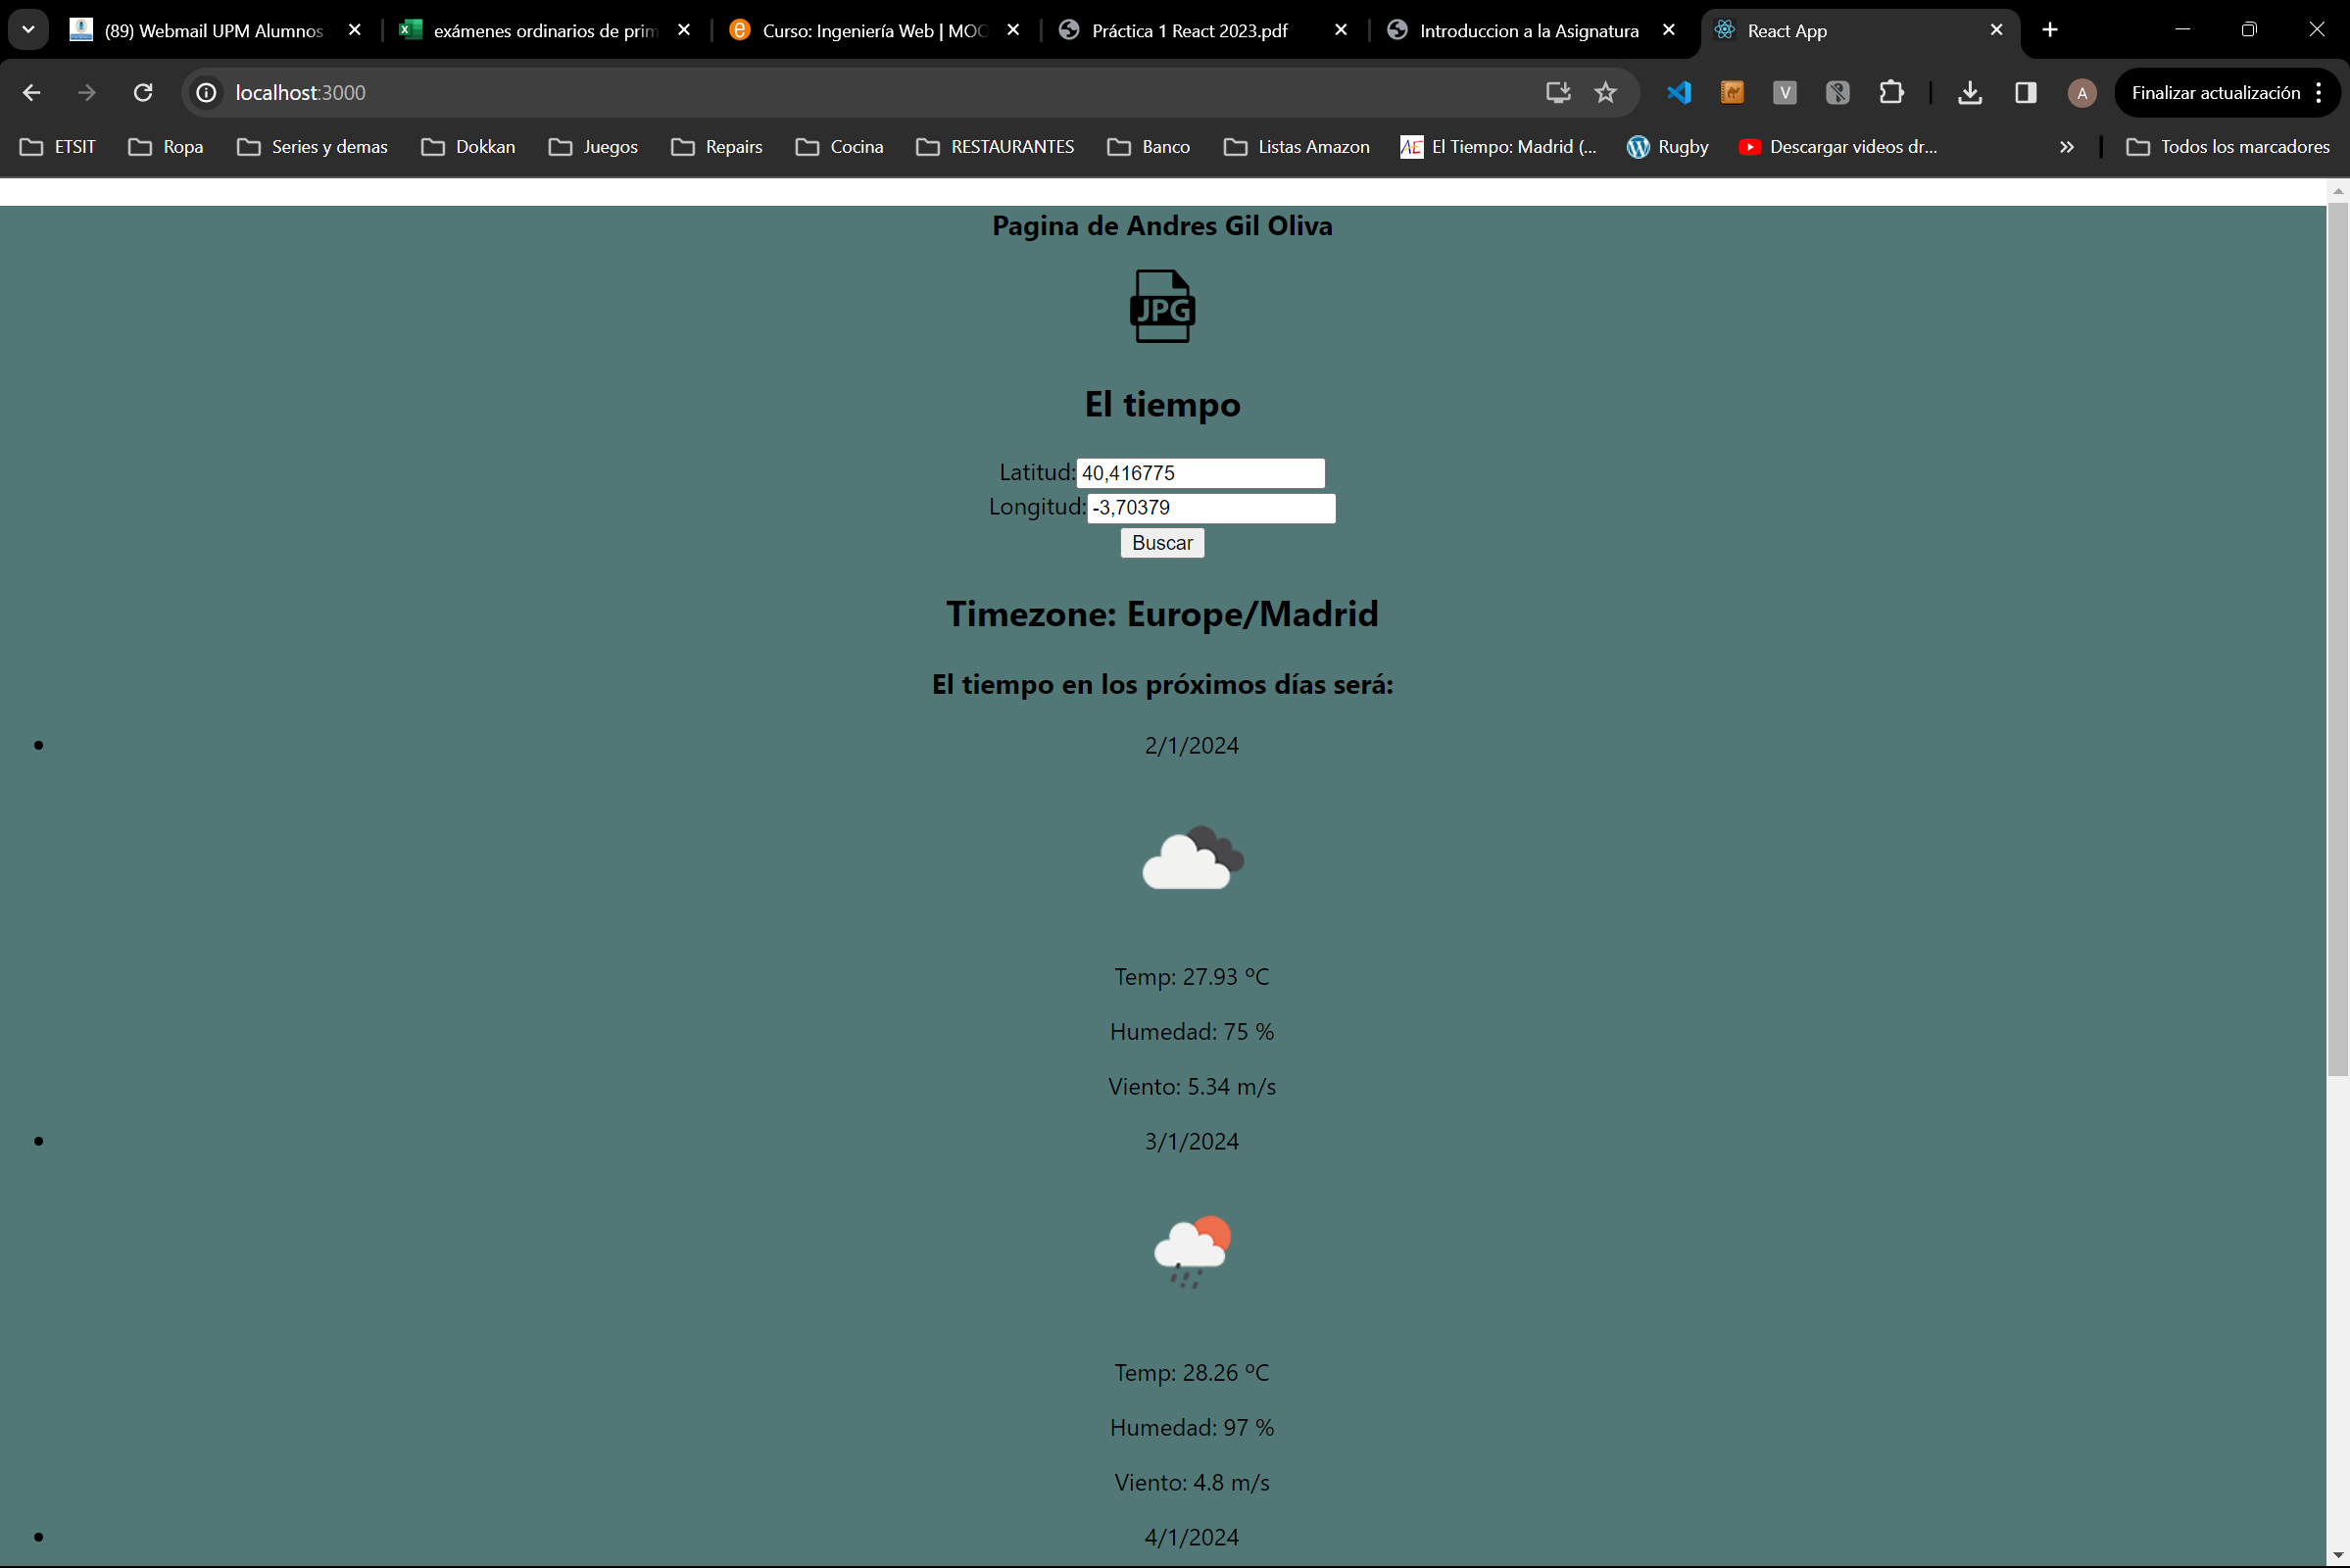 (89) Webmail UPM Alumnos
exámenes ordinarios de prim
Curso: Ingeniería Web | MOO
Práctica 1 React 2023.pdf
Introduccion a la Asignatura
React App
localhost:3000
V
A
Finalizar actualización
ETSIT
Ropa
Series y demas
Dokkan
Juegos
Repairs
Cocina
RESTAURANTES
Banco
Listas Amazon
AE El Tiempo: Madrid (...
Rugby
Descargar videos dr...
Todos los marcadores
Pagina de Andres Gil Oliva
JPG
El tiempo
Latitud: 40,416775
Longitud: -3,70379
Buscar
Timezone: Europe/Madrid
El tiempo en los próximos días será:
2/1/2024
Temp: 27.93 ºC
Humedad: 75 %
Viento: 5.34 m/s
3/1/2024
Temp: 28.26 ºC
Humedad: 97 %
Viento: 4.8 m/s
4/1/2024